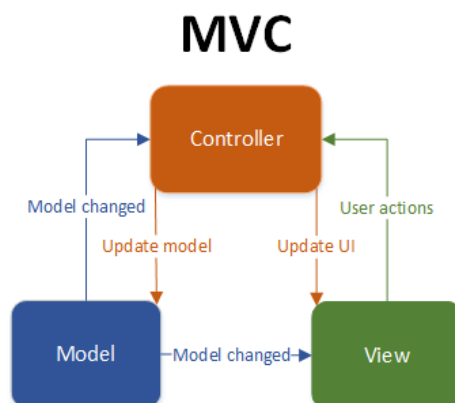 MVC
Controller
Model changed
User actions
Update model
Update UI
Model
Model changed
View